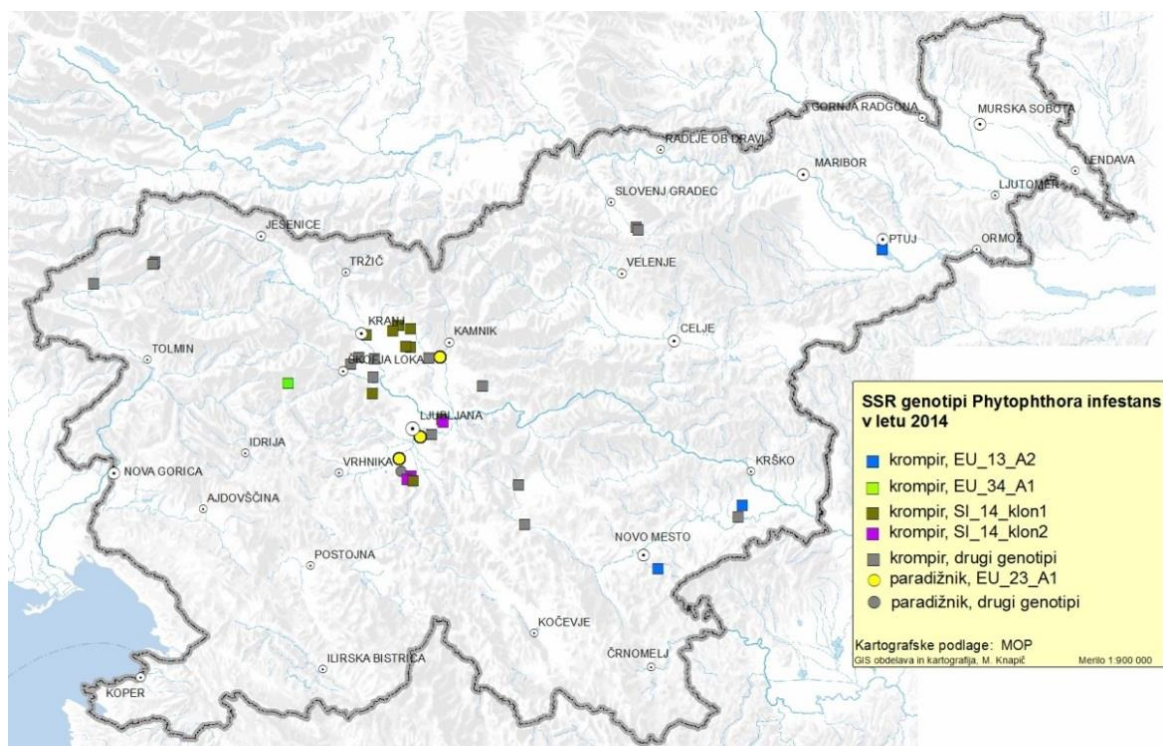 GORNJA RADGONA
MURSKA SOBOTA
RADLJE OB DRAVI
MARIBOR
LENDAVA
LJUTOMER
SLOVENJ GRADEC
JESENICE
PTUJ
ORMOŽ
TRŽIČ
VELENJE
KRANJ
KAMNIK
CELJE
TOLMIN
ŠKOFJA LOKA
LJUBLJANA
IDRIJA
VRHNIKA
KRŠKO
NOVA GORICA
AJDOVŠČINA
NOVO MESTO
POSTOJNA
KOČEVJE
ČRNOMELJ
ILIRSKA BISTRICA
KOPER
SSR genotipi Phytophthora infestans
v letu 2014
krompir, EU_13_A2
krompir, EU_34_A1
krompir, SI_14_klon1
krompir, SI_14_klon2
krompir, drugi genotipi
paradižnik, EU_23_A1
paradižnik, drugi genotipi
Kartografske podlage: MOP
GIS obdelava in kartografija, M. Knapič Merilo 1:900 000